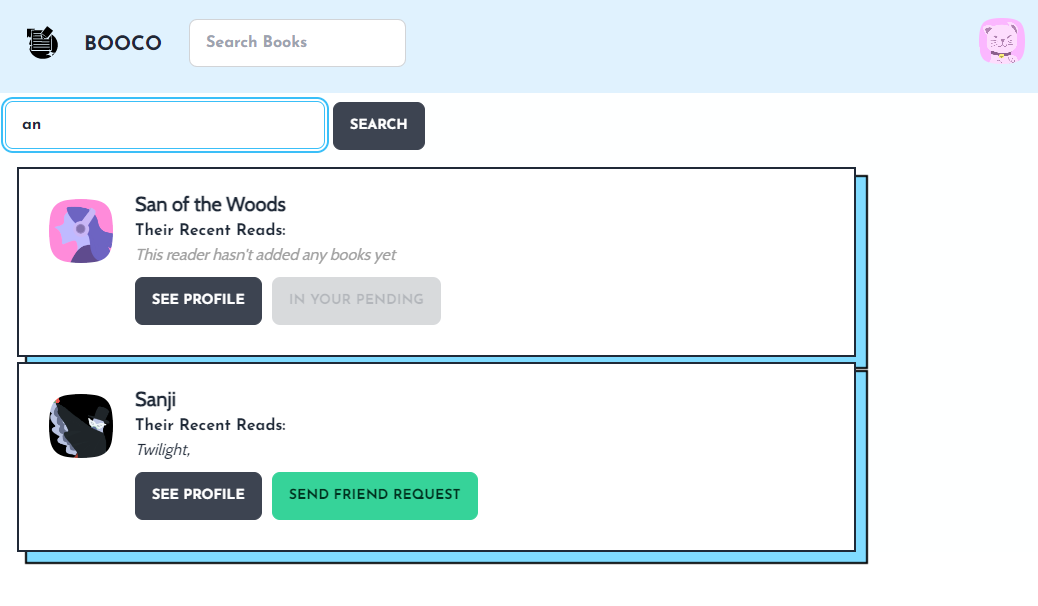 BOOCO
Search Books
an
SEARCH
San of the Woods
Their Recent Reads:
This reader hasn't added any books yet
SEE PROFILE
IN YOUR PENDING
Sanji
Their Recent Reads:
Twilight,
SEE PROFILE
SEND FRIEND REQUEST